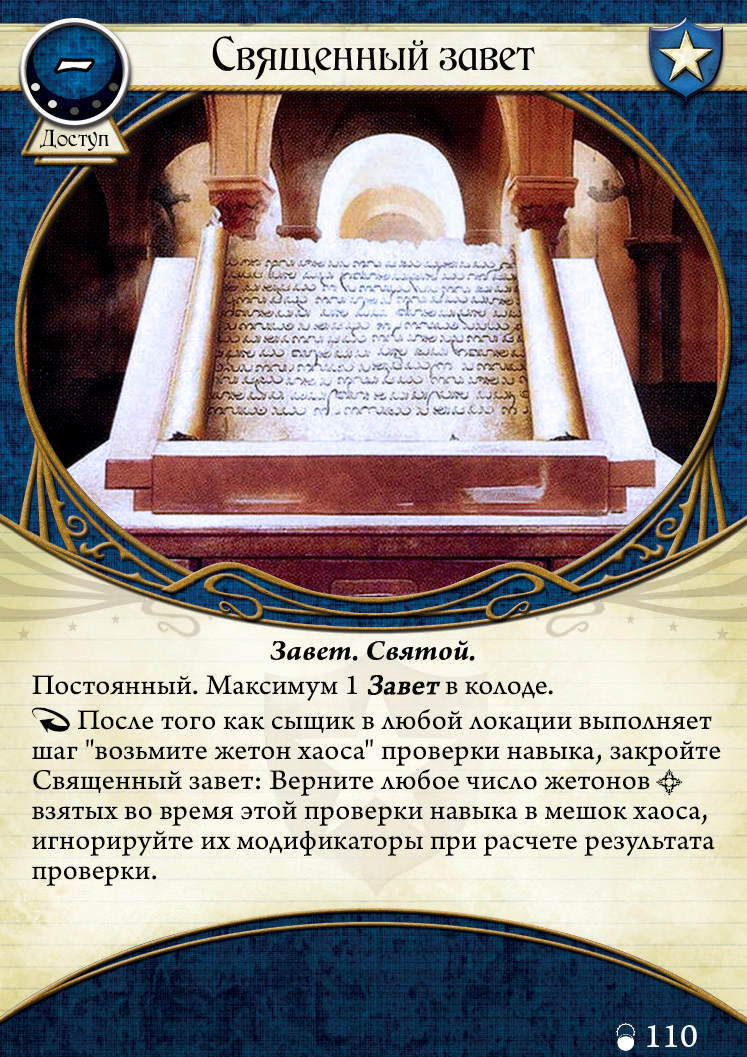 Священный завет
–
Доступ
Завет. Святой.
Постоянный. Максимум 1 Завет в колоде.
После того как сыщик в любой локации выполняет
шаг "возьмите жетон хаоса" проверки навыка, закройте
Священный завет: Верните любое число жетонов
взятых во время этой проверки навыка в мешок хаоса,
игнорируйте их модификаторы при расчете результата
проверки.
110